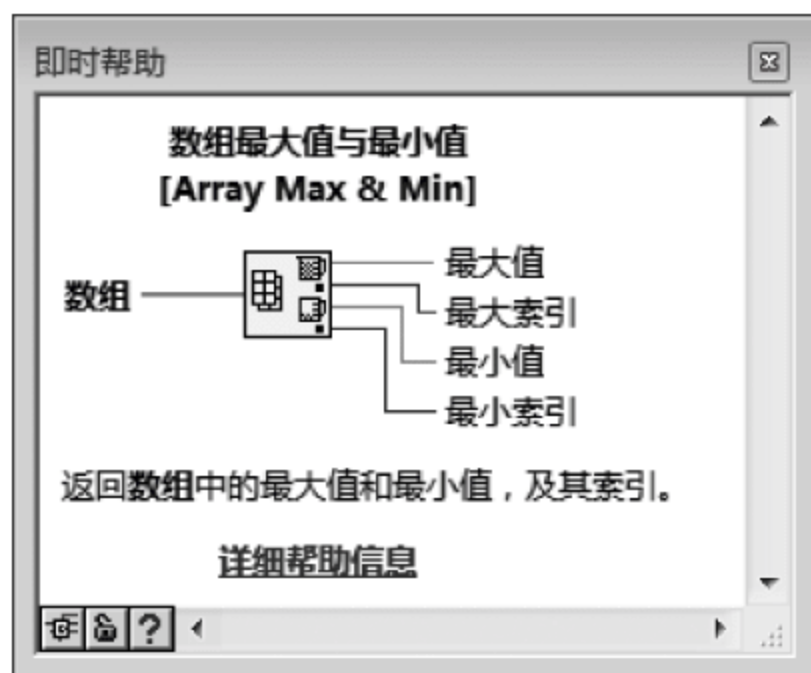 即时帮助
数组最大值与最小值
[Array Max & Min]
数组
最大值
最大索引
最小值
最小索引
返回数组中的最大值和最小值，及其索引。
详细帮助信息
?